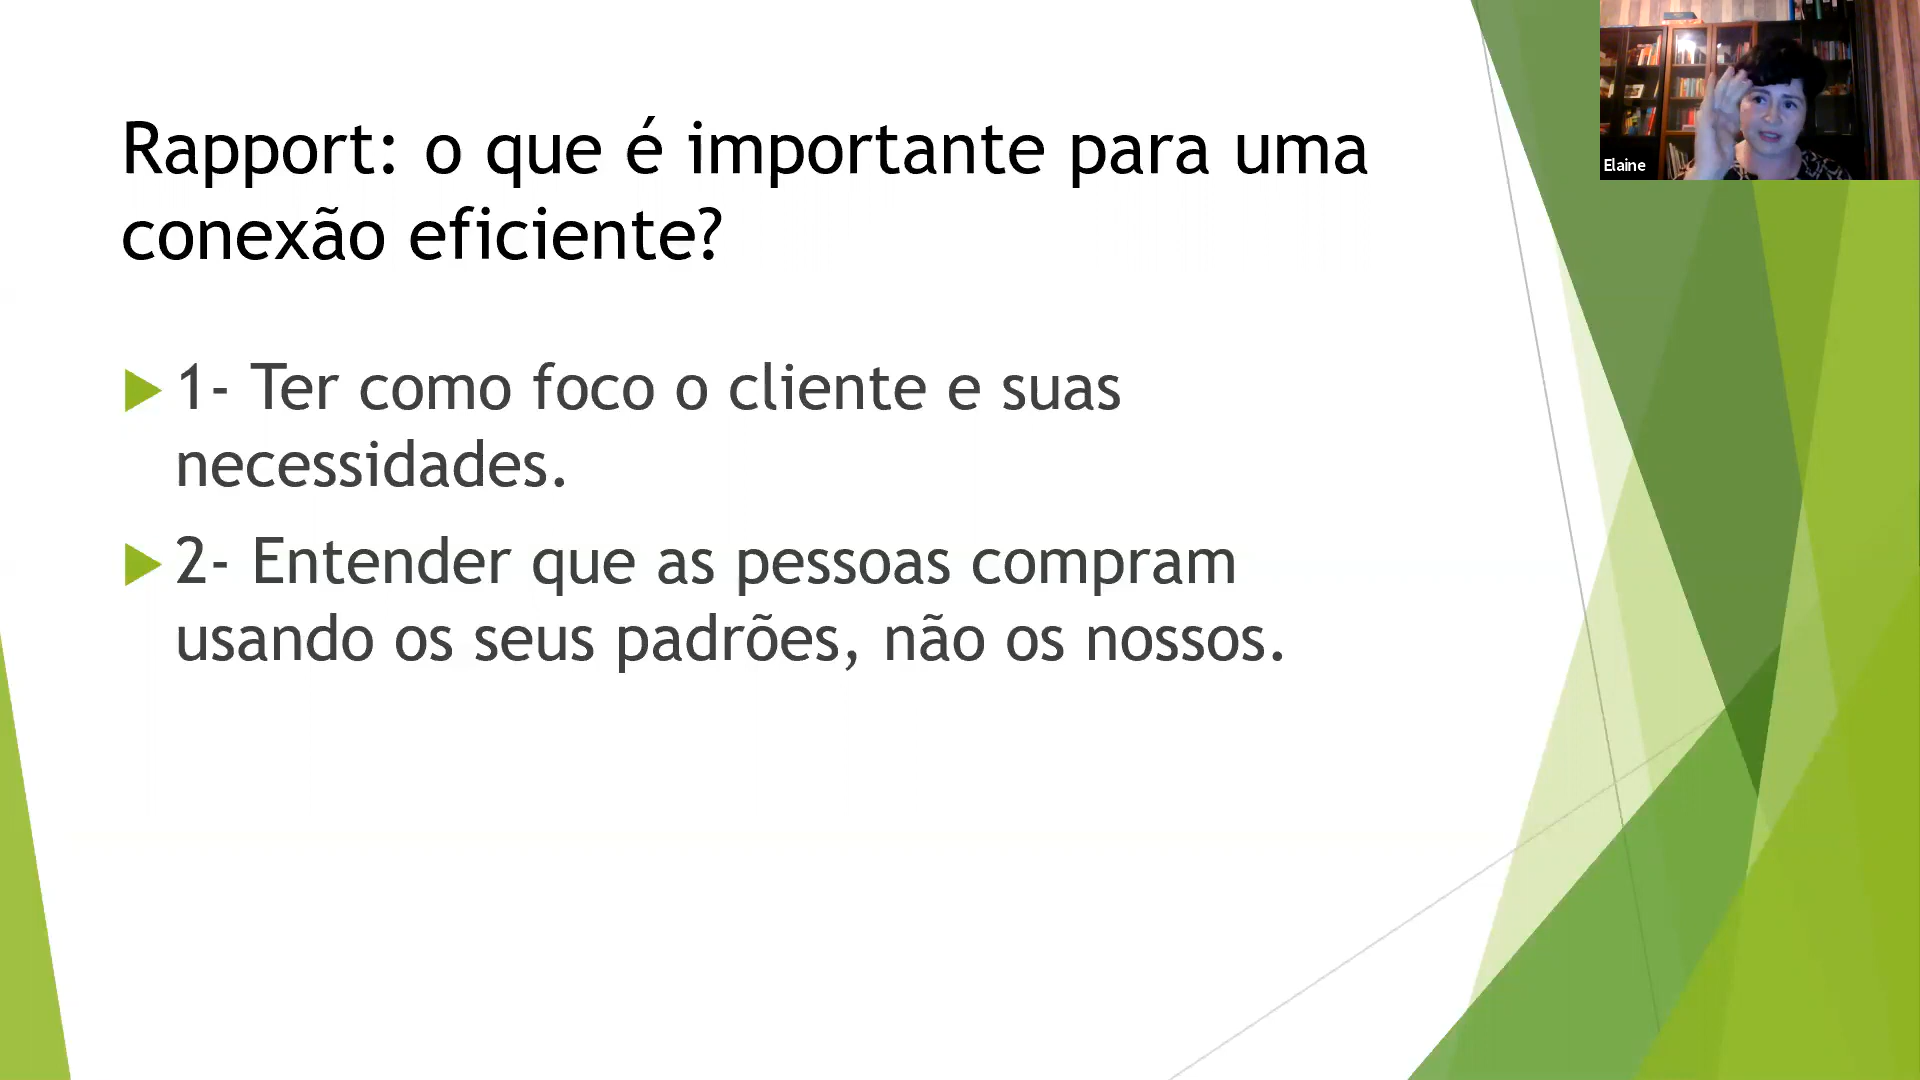 Rapport: o que é importante para uma
conexão eficiente?
1- Ter como foco o cliente e suas
necessidades.
2- Entender que as pessoas compram
usando os seus padrões, não os nossos.
Elaine